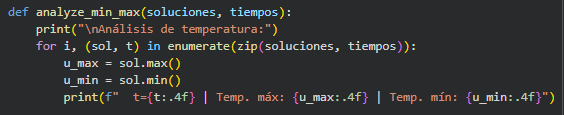 def analyze_min_max(soluciones, tiempos):
    print("\nAnálisis de temperatura:")
    for i, (sol, t) in enumerate(zip(soluciones, tiempos)):
        u_max = sol.max()
        u_min = sol.min()
        print(f"  t={t:.4f} | Temp. máx: {u_max:.4f} | Temp. mín: {u_min:.4f}")